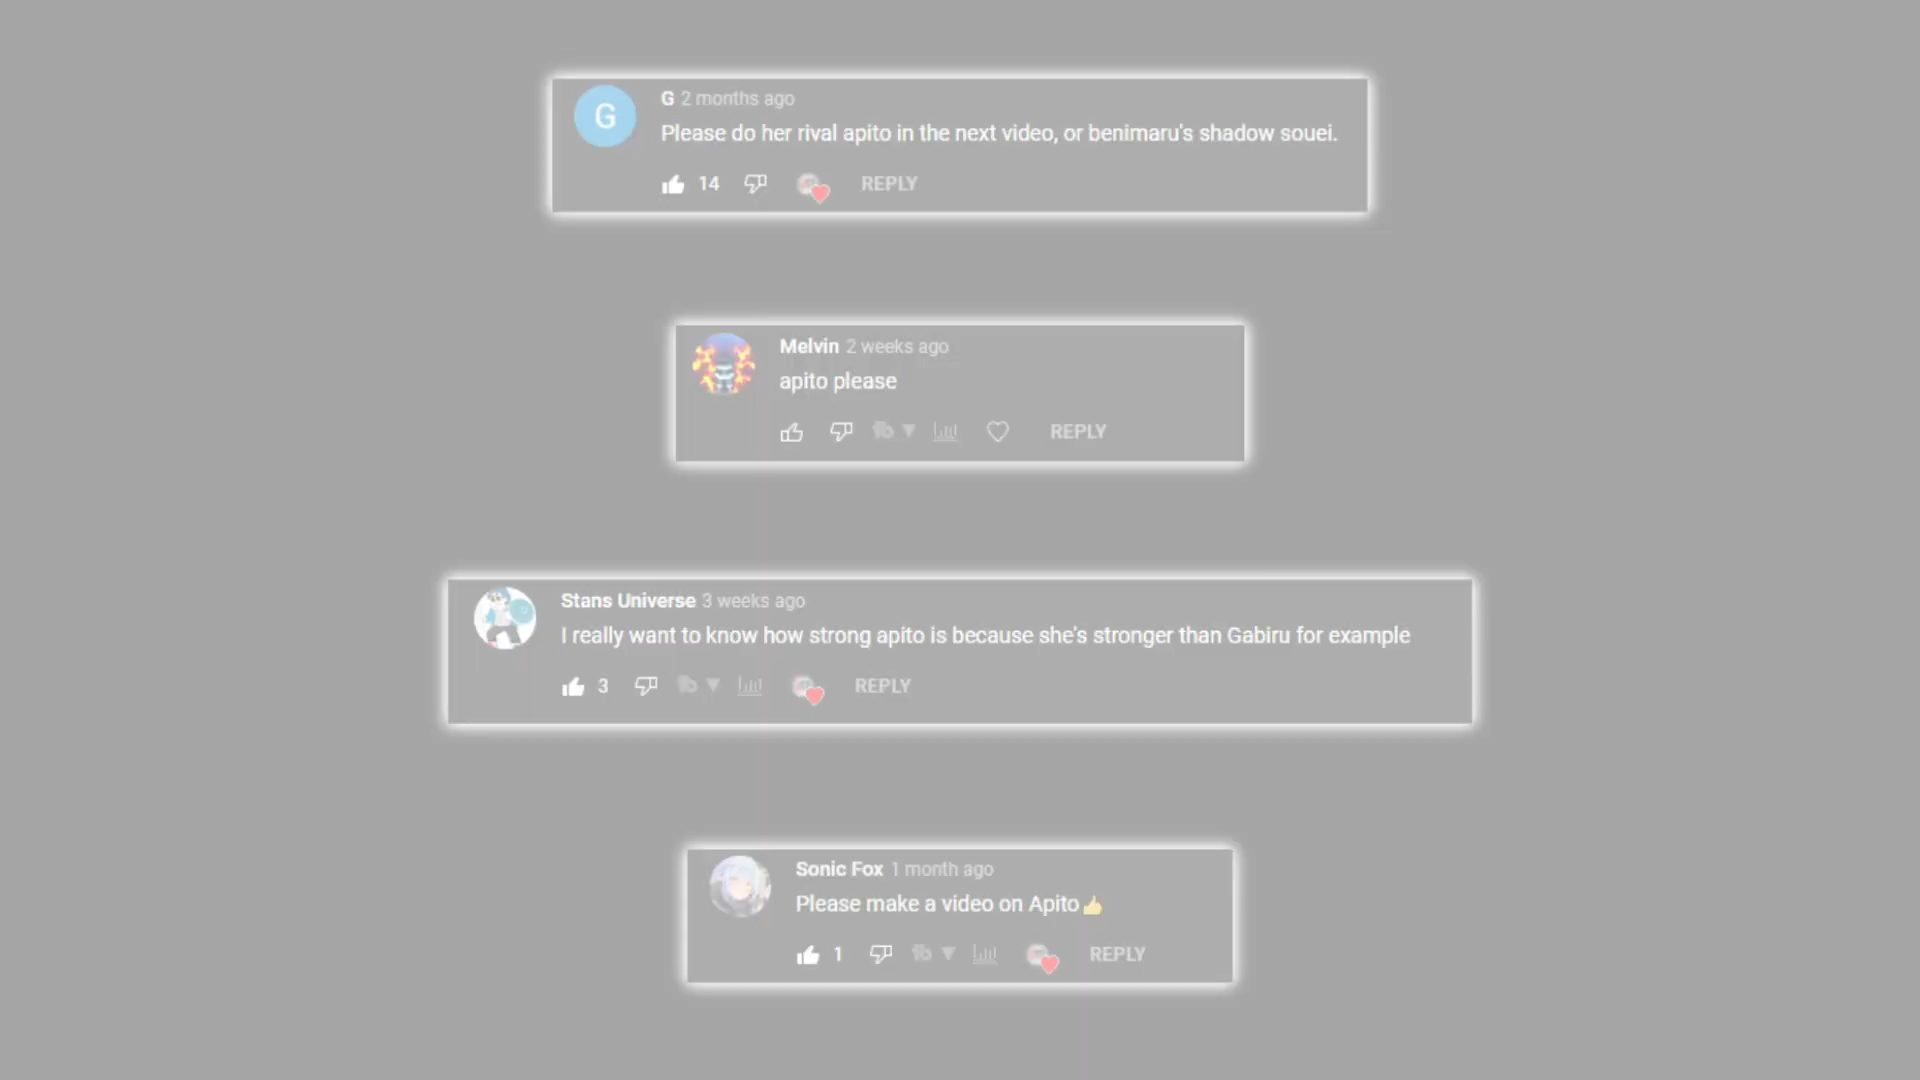 G
G 2 months ago
Please do her rival apito in the next video, or benimaru's shadow souei.
14 REPLY
Melvin 2 weeks ago
apito please
REPLY
Stans Universe 3 weeks ago
I really want to know how strong apito is because she's stronger than Gabiru for example
3 REPLY
Sonic Fox 1 month ago
Please make a video on Apito👍
1 REPLY